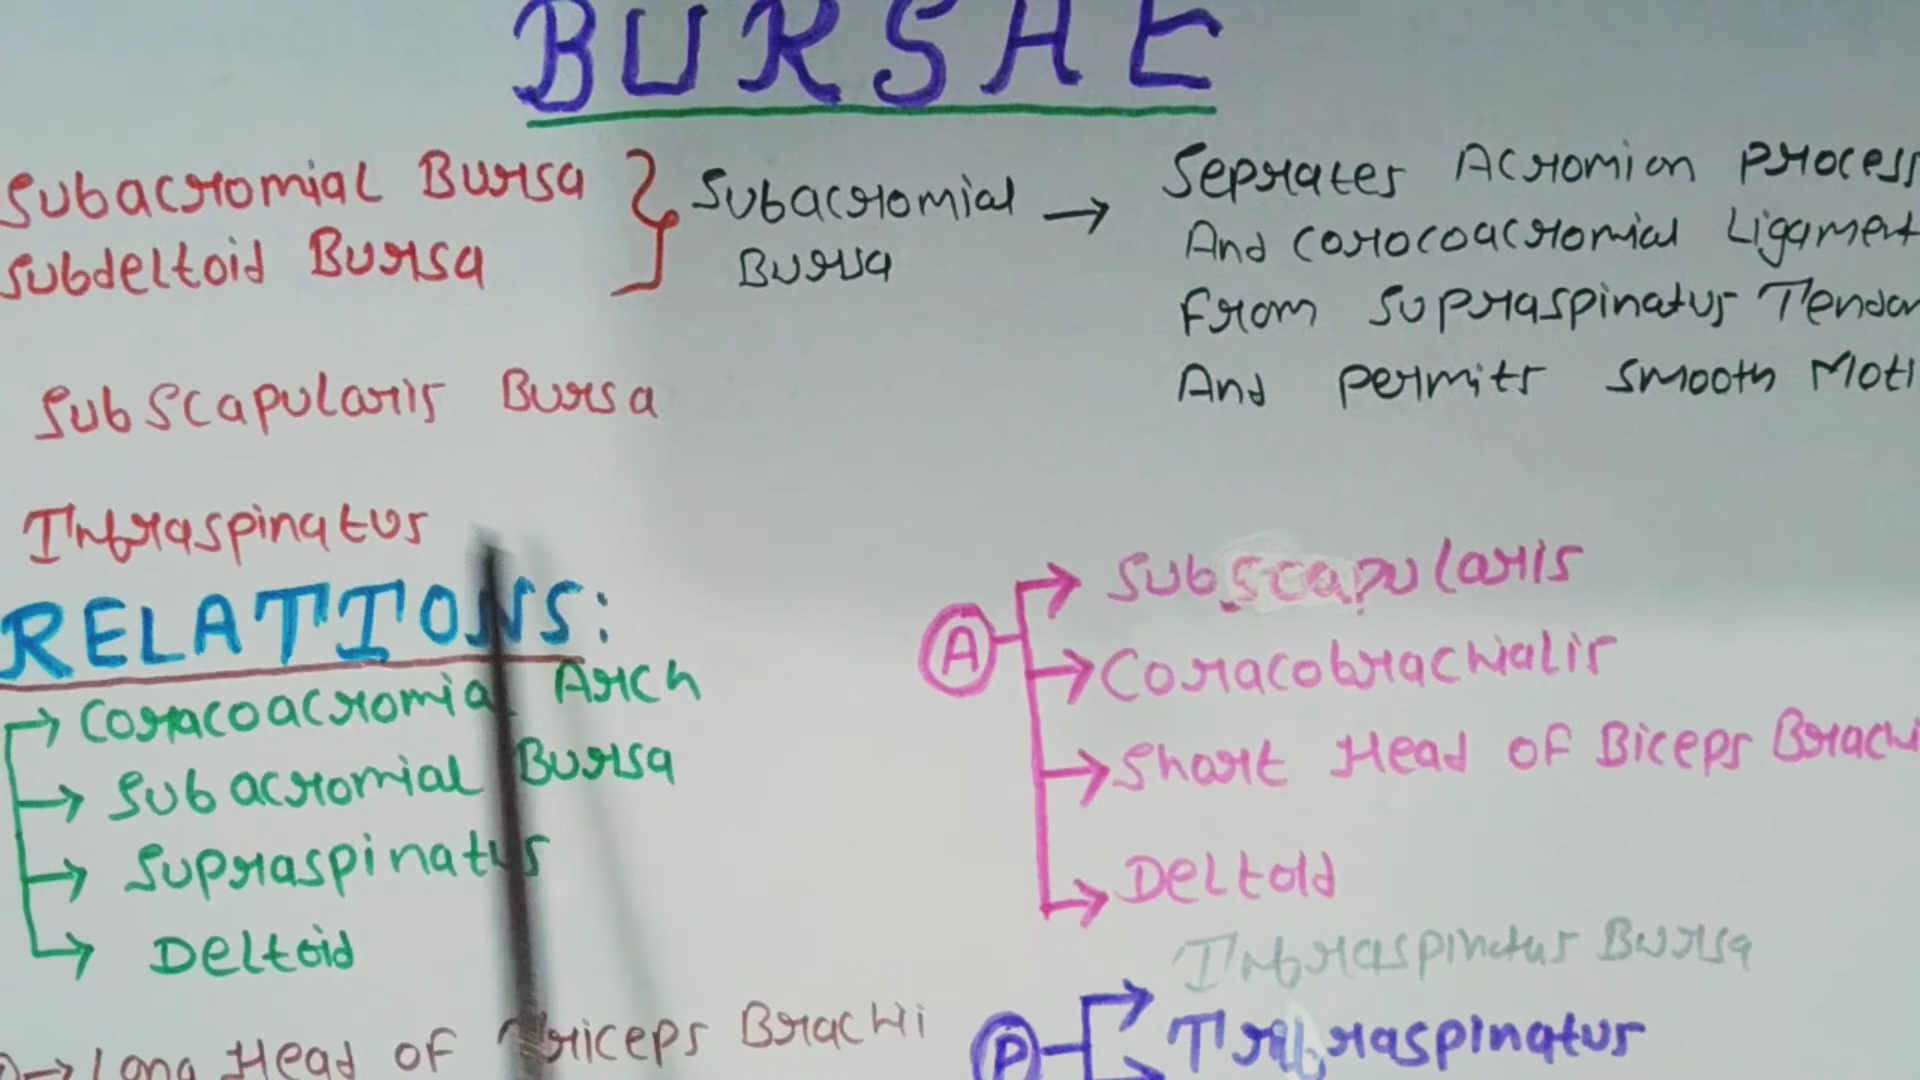 BURSAE
Subacromial Bursa
Subdeltoid Bursa
Subacromial
Bursa
Seprates Acromion process
And Corocoacromial Ligament
From Supraspinatus Tendon
And permits smooth Moti
Subscapularis Bursa
Infraspinatus
RELATIONS:
Coracoacromial Arch
Subacromial Bursa
Supraspinatus
Deltoid
Long Head of Triceps Brachi
A
Subscapularis
Coracobrachialis
Short Head of Biceps Brachi
Deltoid
Infraspinatus Bursa
P
Infraspinatus